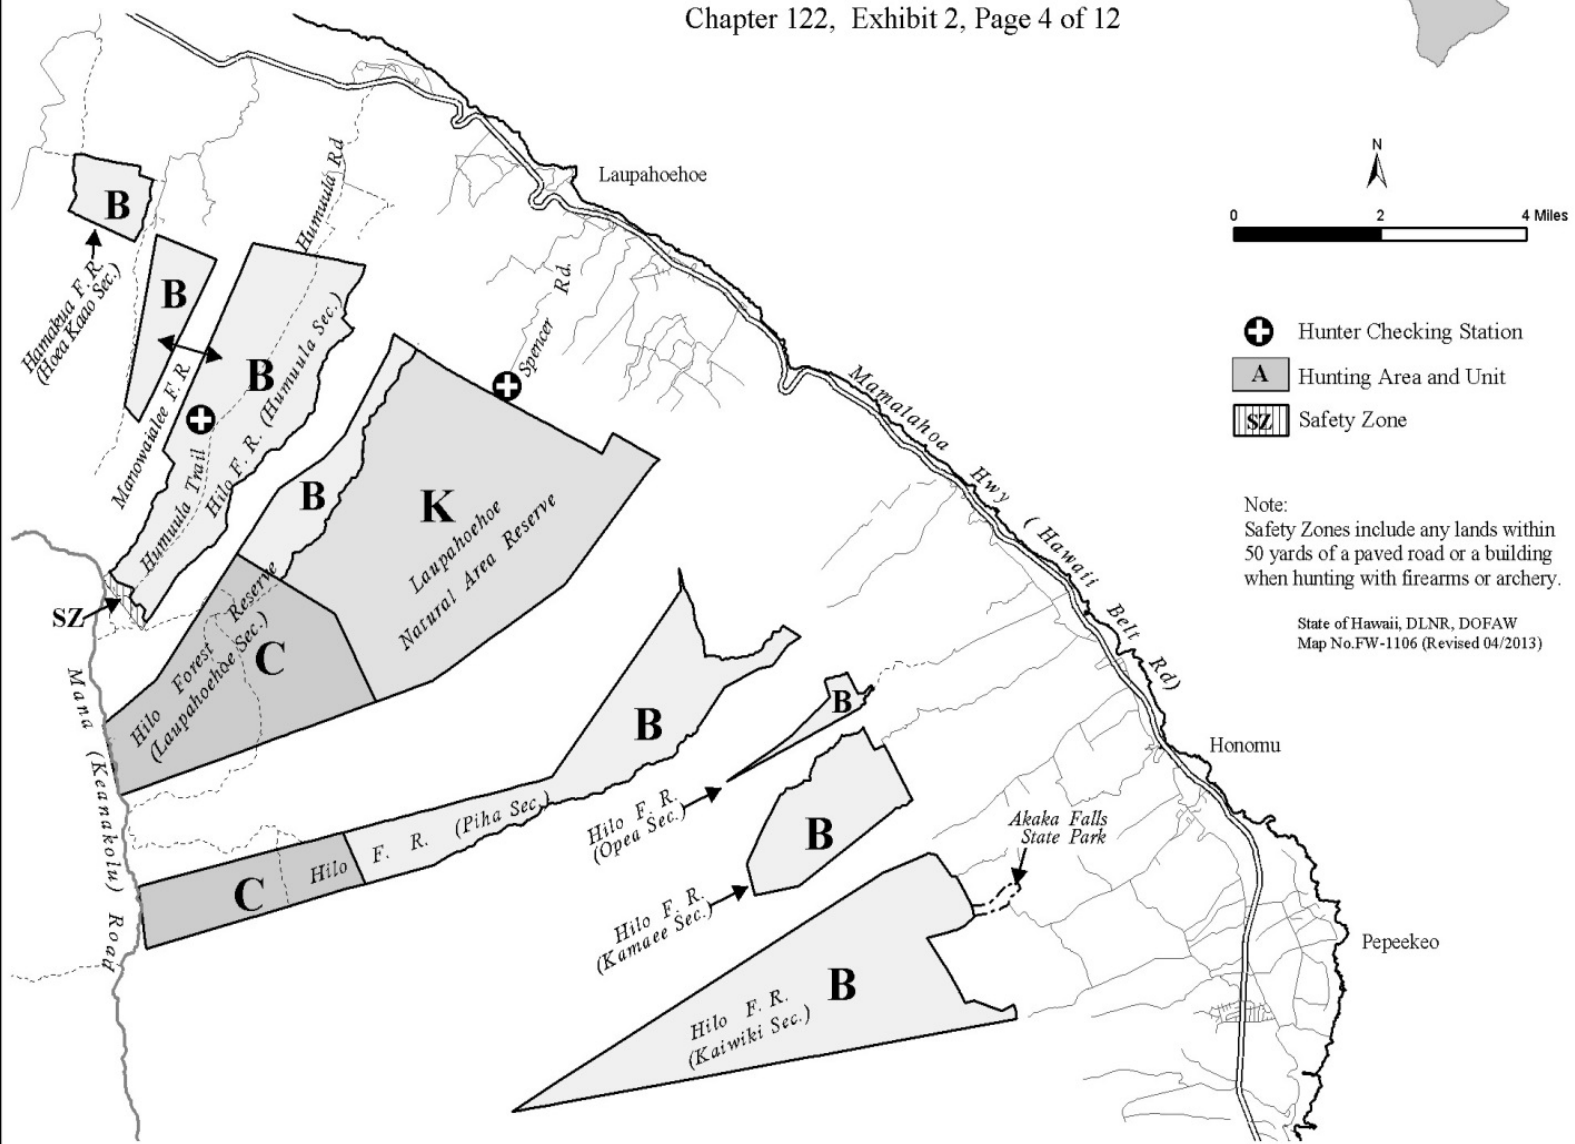 Chapter 122, Exhibit 2, Page 4 of 12
Laupahoehoe
N
0 2 4 Miles
Hunter Checking Station
A Hunting Area and Unit
SZ Safety Zone
Note:
Safety Zones include any lands within
50 yards of a paved road or a building
when hunting with firearms or archery.
State of Hawaii, DLNR, DOFAW
Map No.FW-1106 (Revised 04/2013)
B
Hamakua F. R.
(Hoea Kaao Sec.)
B
Manowaialee F. R.
Humuula Rd
B
Humuula Trail
Hilo F. R. (Humuula Sec.)
SZ
Spencer Rd.
B
K
Laupahoehoe
Natural Area Reserve
C
Hilo Forest Reserve
(Laupahoehoe Sec.)
Mana (Keanakolu) Road
Mamalahoa Hwy ( Hawaii Belt Rd)
B
C
Hilo F. R. (Piha Sec.)
B
Hilo F. R.
(Opea Sec.)
B
Hilo F. R.
(Kamaee Sec.)
B
Hilo F. R.
(Kaiwiki Sec.)
Akaka Falls
State Park
Honomu
Pepeekeo